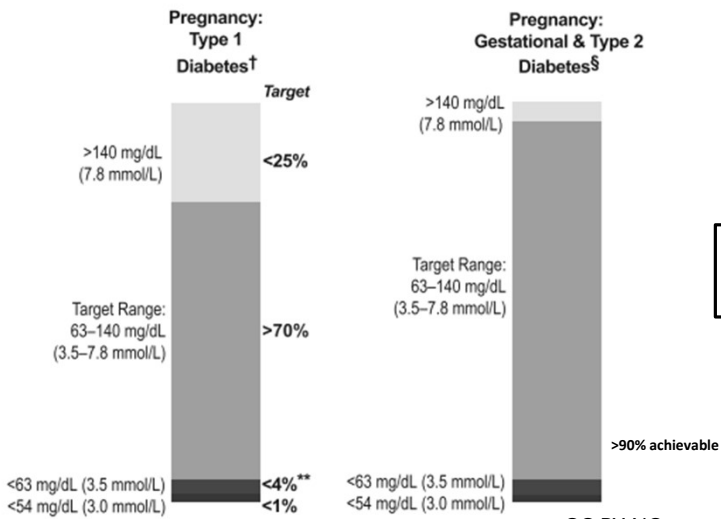 Pregnancy:
Type 1
Diabetes†
Target
>140 mg/dL
(7.8 mmol/L)
<25%
Target Range:
63–140 mg/dL
(3.5–7.8 mmol/L)
>70%
<63 mg/dL (3.5 mmol/L)
<4%**
<54 mg/dL (3.0 mmol/L)
<1%
Pregnancy:
Gestational & Type 2
Diabetes§
>140 mg/dL
(7.8 mmol/L)
Target Range:
63–140 mg/dL
(3.5–7.8 mmol/L)
>90% achievable
<63 mg/dL (3.5 mmol/L)
<54 mg/dL (3.0 mmol/L)